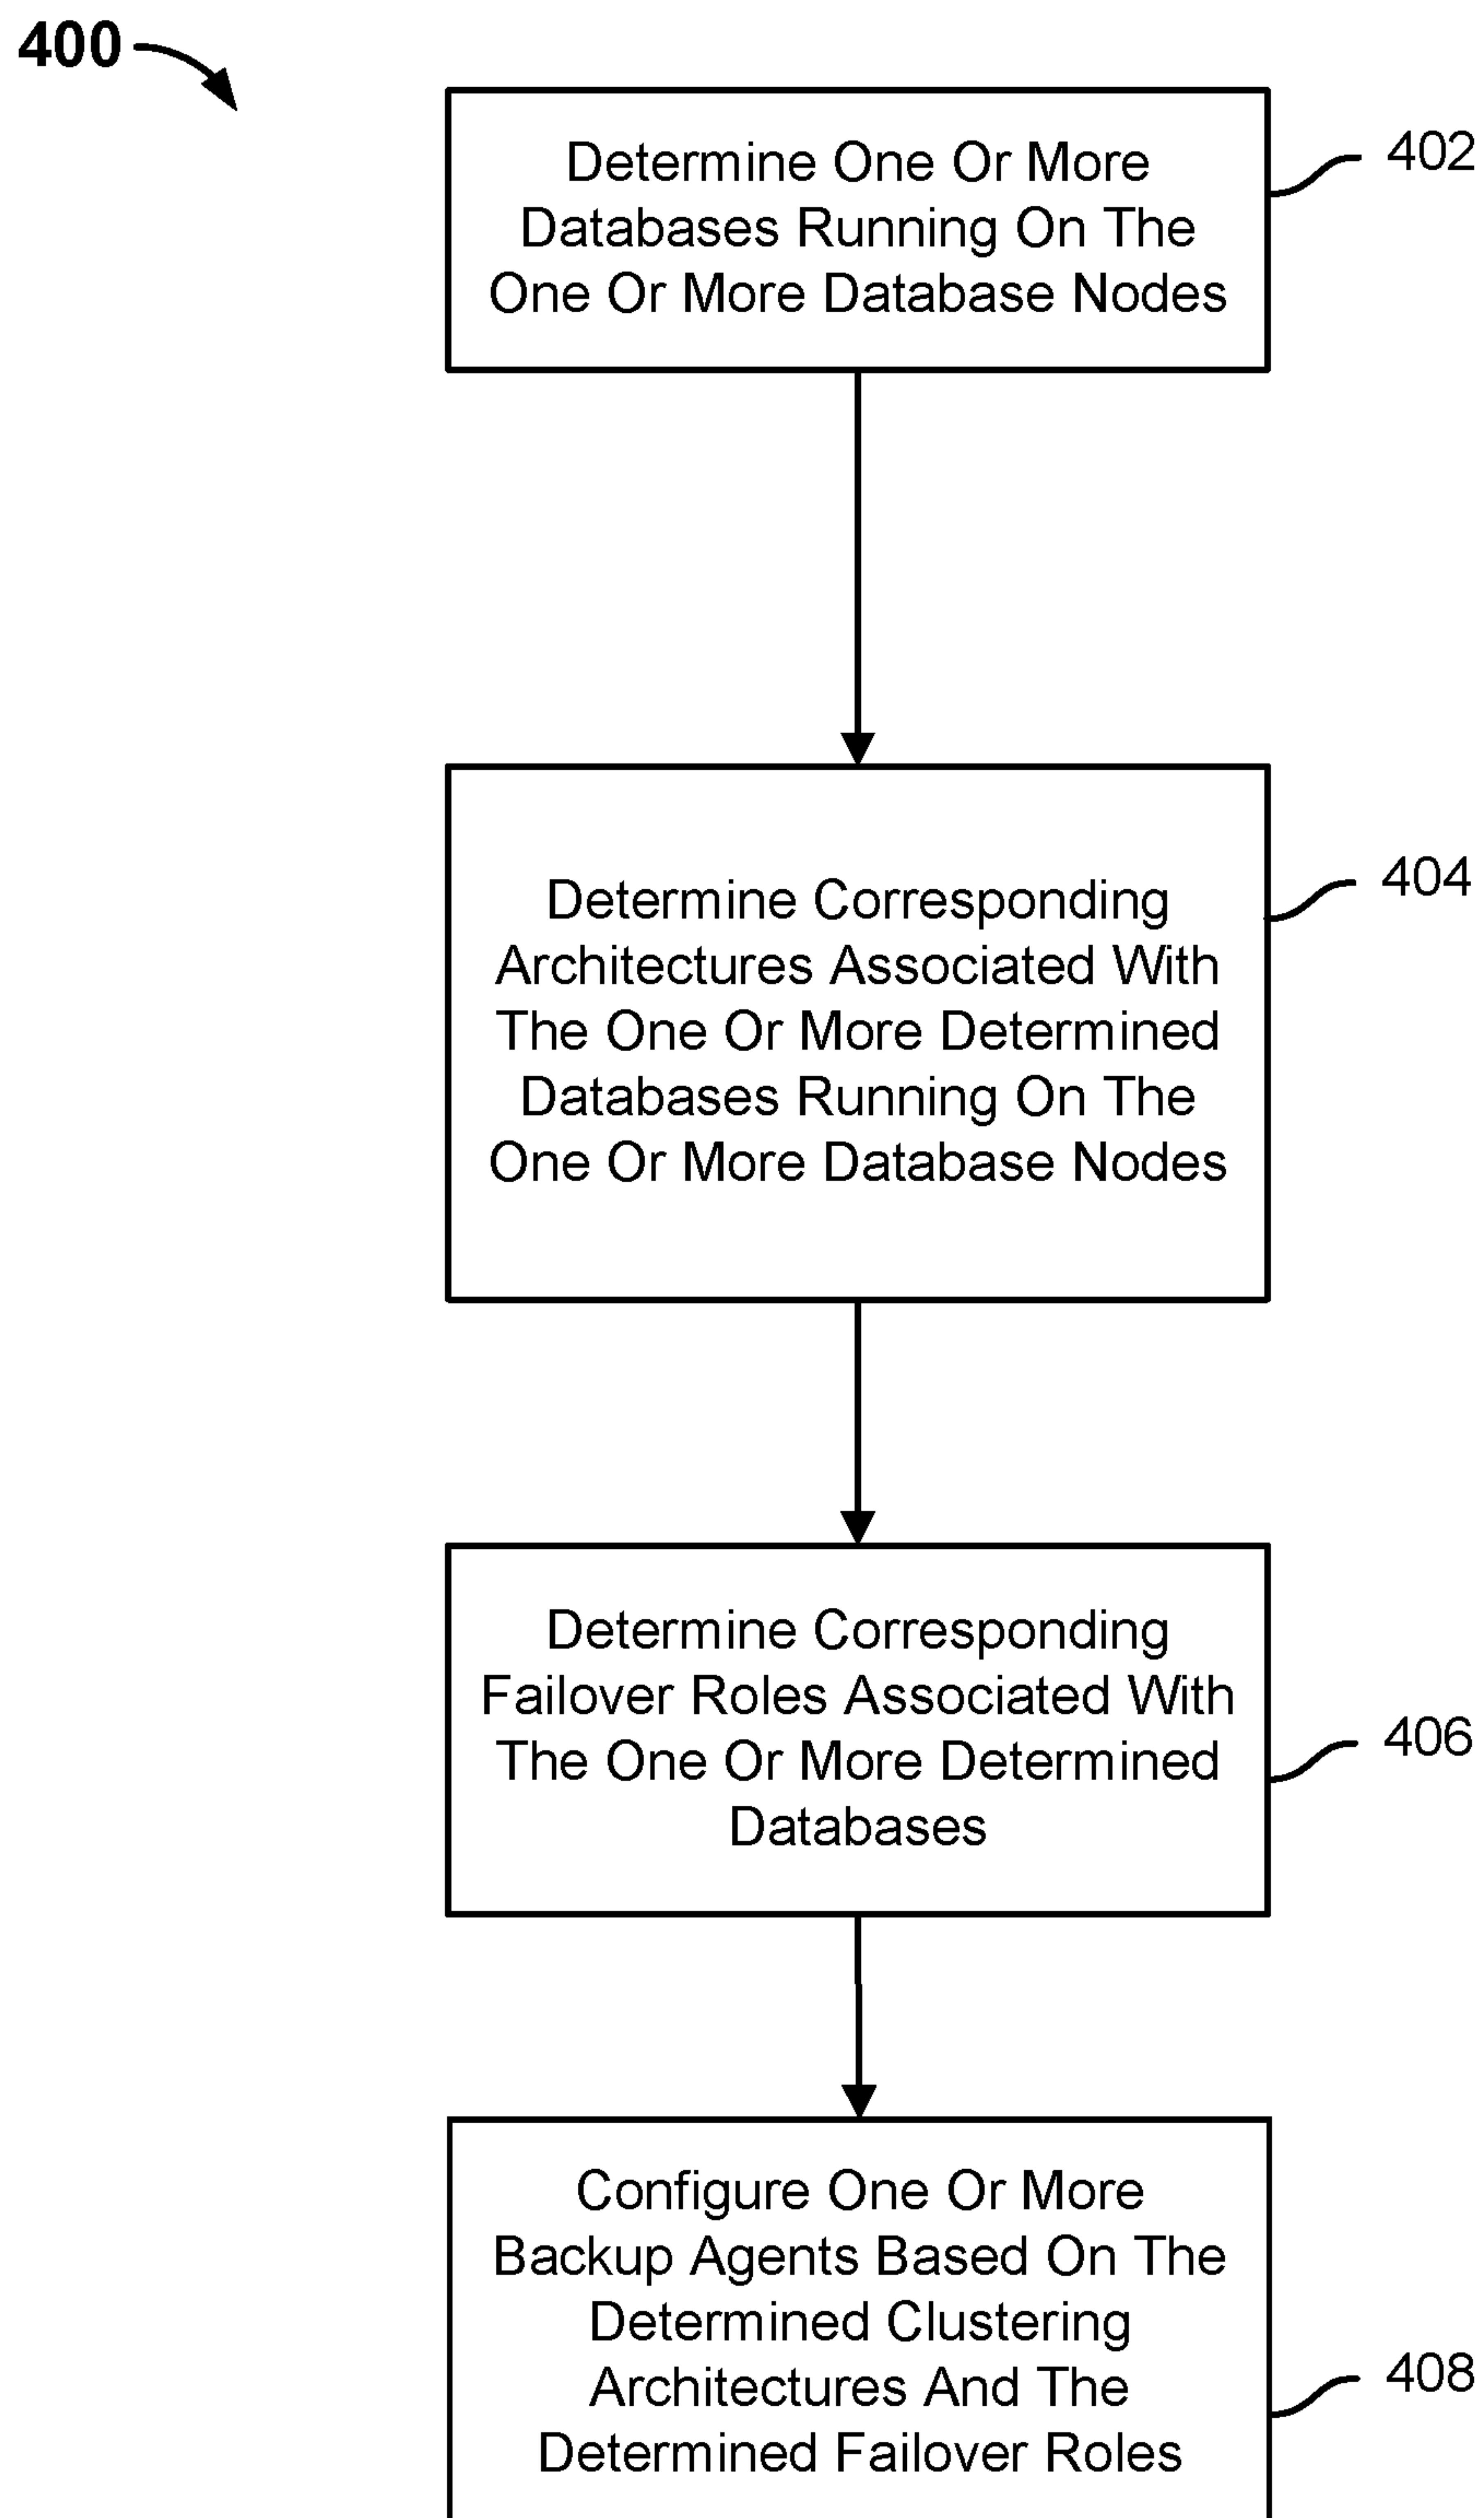 400
Determine One Or More
Databases Running On The
One Or More Database Nodes
402
Determine Corresponding
Architectures Associated With
The One Or More Determined
Databases Running On The
One Or More Database Nodes
404
Determine Corresponding
Failover Roles Associated With
The One Or More Determined
Databases
406
Configure One Or More
Backup Agents Based On The
Determined Clustering
Architectures And The
Determined Failover Roles
408